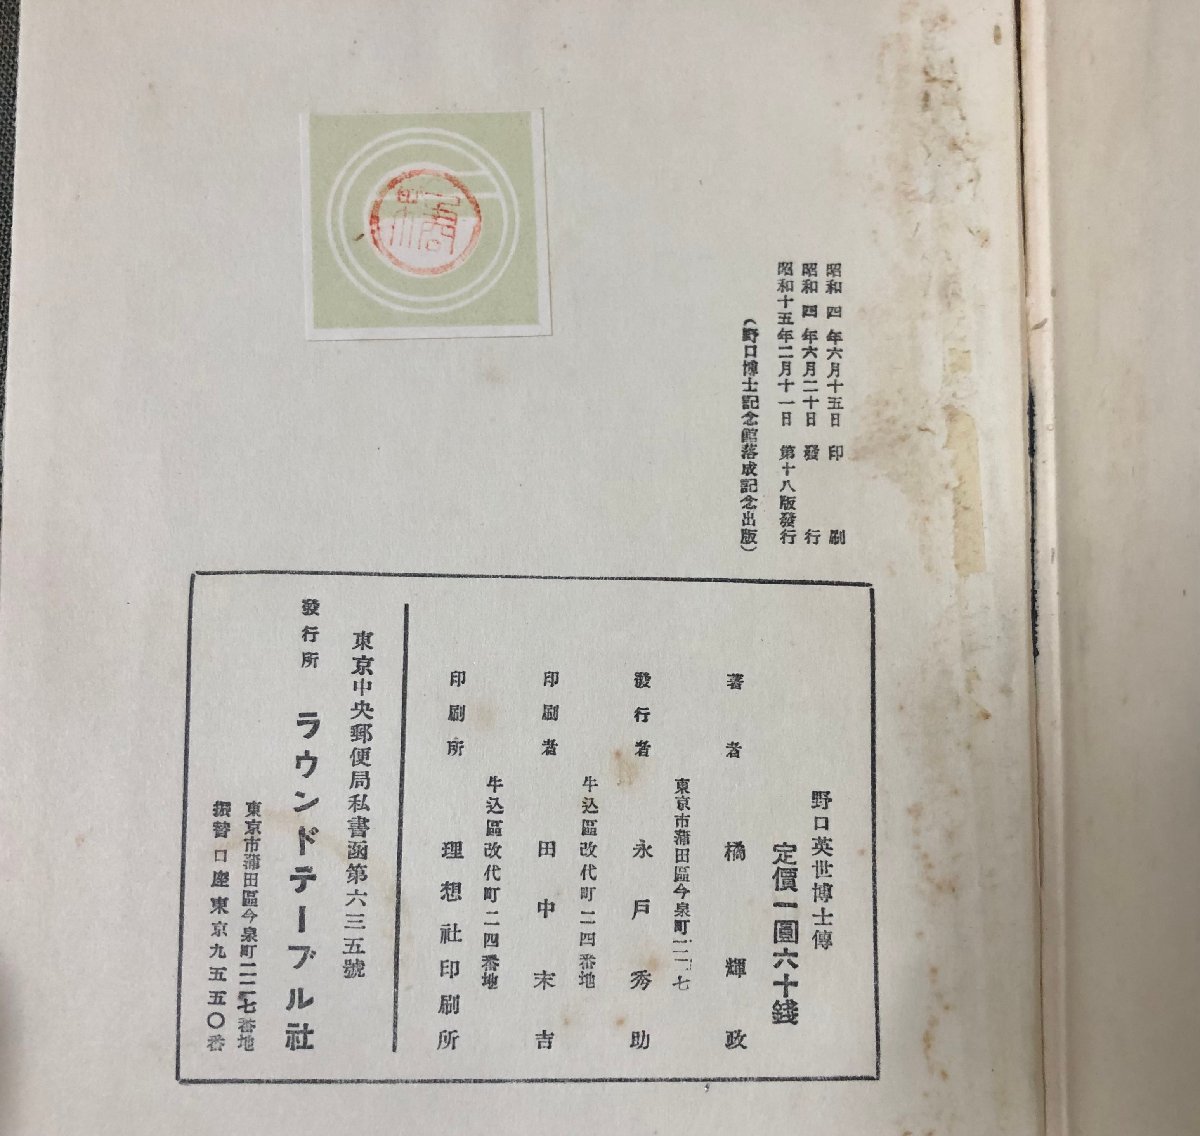 昭和四年六月十五日 印刷
昭和四年六月二十日 發行
昭和十五年二月十一日 第十八版發行
（野口博士記念館落成記念出版）
野口英世博士傳
定價一圓六十錢
著者 橘輝政
東京市蒲田區今泉町二二七
發行者 永戸秀助
牛込區改代町二四番地
印刷者 田中末吉
牛込區改代町二四番地
印刷所 理想社印刷所
東京中央郵便局私書函第六三五號
發行所 ラウンドテーブル社
東京市蒲田區今泉町二二七番地
振替口座東京九五五〇番
橘